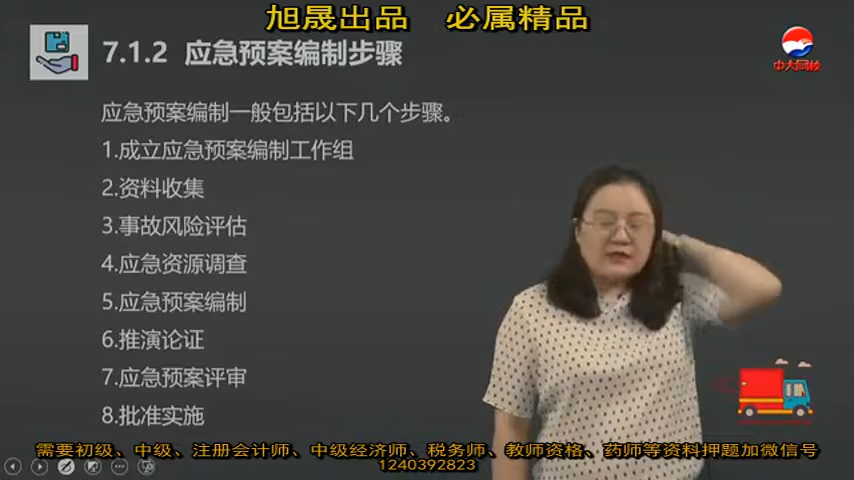 旭晟出品 必属精品
7.1.2 应急预案编制步骤
中大网校
应急预案编制一般包括以下几个步骤。
1.成立应急预案编制工作组
2.资料收集
3.事故风险评估
4.应急资源调查
5.应急预案编制
6.推演论证
7.应急预案评审
8.批准实施
需要初级、中级、注册会计师、中级经济师、税务师、教师资格、药师等资料押题加微信号
1240392823